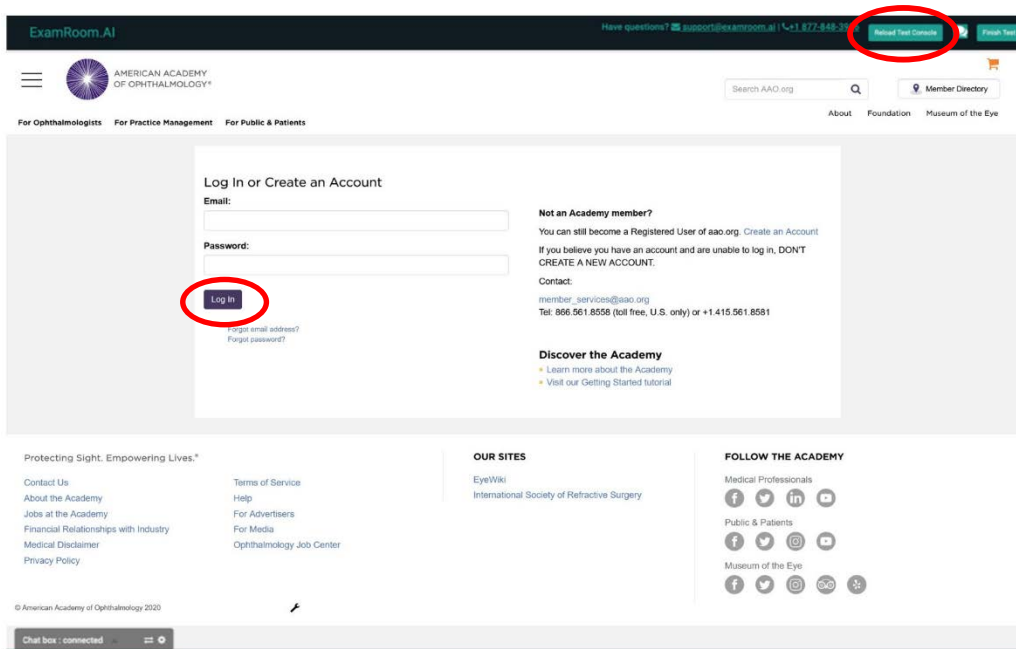 ExamRoom.AI
Have questions? support@examroom.ai | +1 877-848-39
Reload Test Console
Finish Test
AMERICAN ACADEMY
OF OPHTHALMOLOGY®
Search AAO.org
Member Directory
About Foundation Museum of the Eye
For Ophthalmologists For Practice Management For Public & Patients
Log In or Create an Account
Email:
Password:
Log In
Forgot email address?
Forgot password?
Not an Academy member?
You can still become a Registered User of aao.org. Create an Account
If you believe you have an account and are unable to log in, DON'T
CREATE A NEW ACCOUNT.
Contact:
member_services@aao.org
Tel: 866.561.8558 (toll free, U.S. only) or +1.415.561.8581
Discover the Academy
• Learn more about the Academy
• Visit our Getting Started tutorial
Protecting Sight. Empowering Lives.®
Contact Us
About the Academy
Jobs at the Academy
Financial Relationships with Industry
Medical Disclaimer
Privacy Policy
Terms of Service
Help
For Advertisers
For Media
Ophthalmology Job Center
OUR SITES
EyeWiki
International Society of Refractive Surgery
FOLLOW THE ACADEMY
Medical Professionals
Public & Patients
Museum of the Eye
© American Academy of Ophthalmology 2020
Chat box : connected